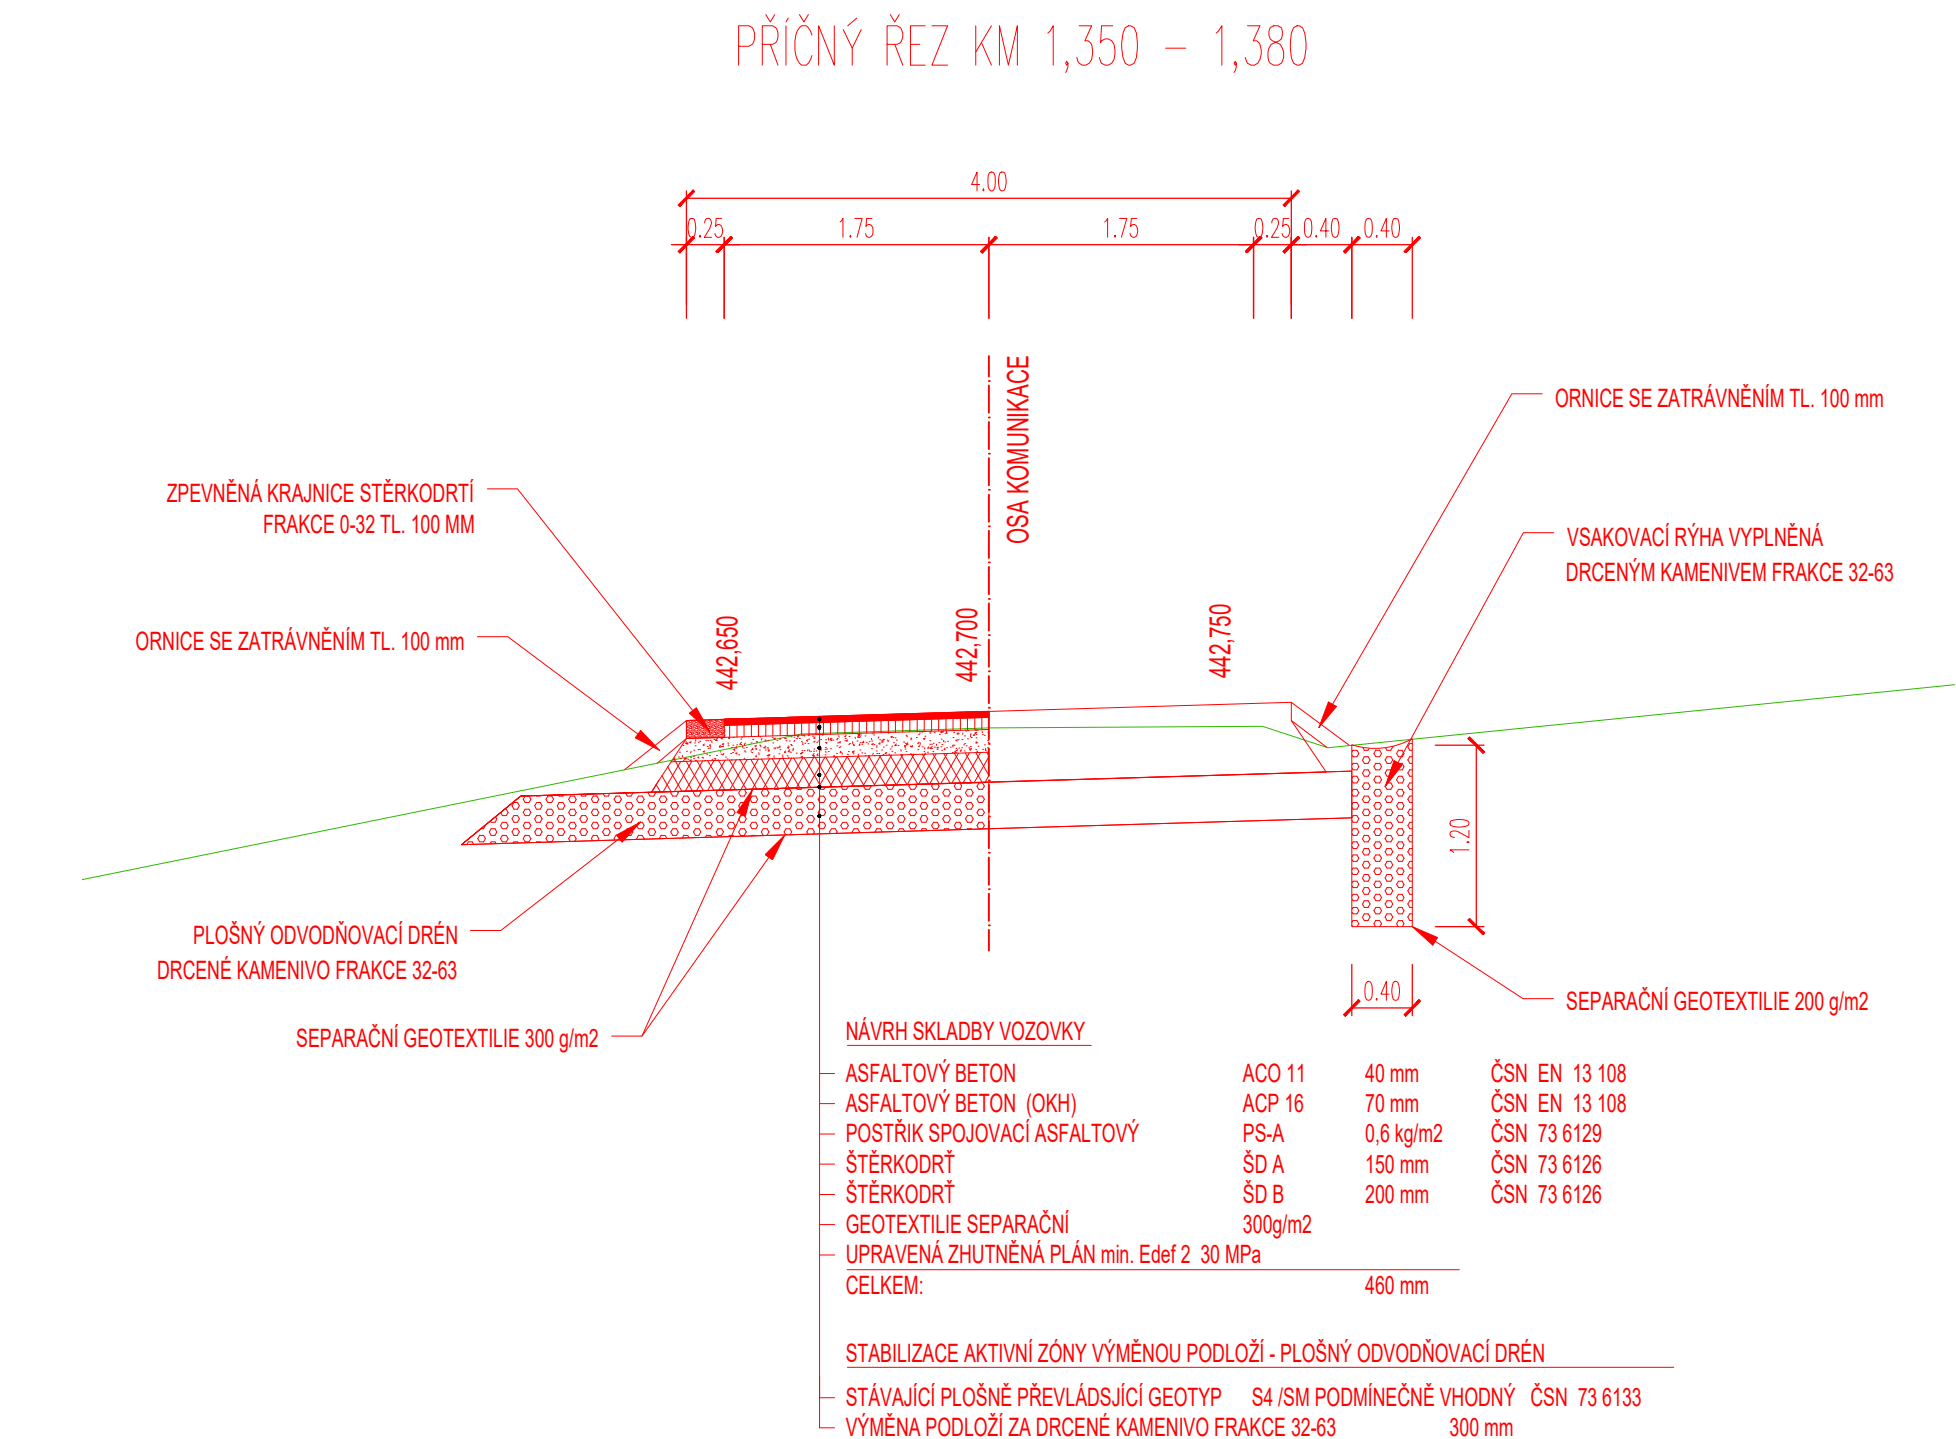 PŘÍČNÝ ŘEZ KM 1,350 – 1,380
4.00
0.25 1.75 1.75 0.25 0.40 0.40
OSA KOMUNIKACE
ORNICE SE ZATRÁVNĚNÍM TL. 100 mm
ZPEVNĚNÁ KRAJNICE STĚRKODRTÍ
FRAKCE 0-32 TL. 100 MM
VSAKOVACÍ RÝHA VYPLNĚNÁ
DRCENÝM KAMENIVEM FRAKCE 32-63
ORNICE SE ZATRÁVNĚNÍM TL. 100 mm
442,650
442,700
442,750
1.20
PLOŠNÝ ODVODŇOVACÍ DRÉN
DRCENÉ KAMENIVO FRAKCE 32-63
0.40
SEPARAČNÍ GEOTEXTILIE 200 g/m2
SEPARAČNÍ GEOTEXTILIE 300 g/m2
NÁVRH SKLADBY VOZOVKY
ASFALTOVÝ BETON ACO 11 40 mm ČSN EN 13 108
ASFALTOVÝ BETON (OKH) ACP 16 70 mm ČSN EN 13 108
POSTŘIK SPOJOVACÍ ASFALTOVÝ PS-A 0,6 kg/m2 ČSN 73 6129
ŠTĚRKODRŤ ŠD A 150 mm ČSN 73 6126
ŠTĚRKODRŤ ŠD B 200 mm ČSN 73 6126
GEOTEXTILIE SEPARAČNÍ 300g/m2
UPRAVENÁ ZHUTNĚNÁ PLÁN min. Edef 2 30 MPa
CELKEM: 460 mm
STABILIZACE AKTIVNÍ ZÓNY VÝMĚNOU PODLOŽÍ - PLOŠNÝ ODVODŇOVACÍ DRÉN
STÁVAJÍCÍ PLOŠNĚ PŘEVLÁDSJÍCÍ GEOTYP S4 /SM PODMÍNEČNĚ VHODNÝ ČSN 73 6133
VÝMĚNA PODLOŽÍ ZA DRCENÉ KAMENIVO FRAKCE 32-63 300 mm